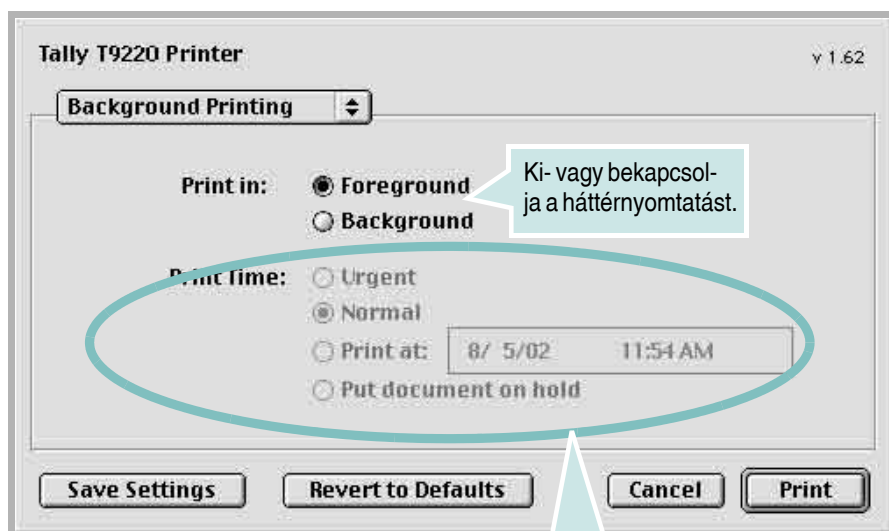 Tally T9220 Printer v 1.62
Background Printing
Print in: Foreground
Background
Ki- vagy bekapcsol-
ja a háttérnyomtatást.
Print Time: Urgent
Normal
Print at: 8/ 5/02 11:54 AM
Put document on hold
Save Settings Revert to Defaults Cancel Print